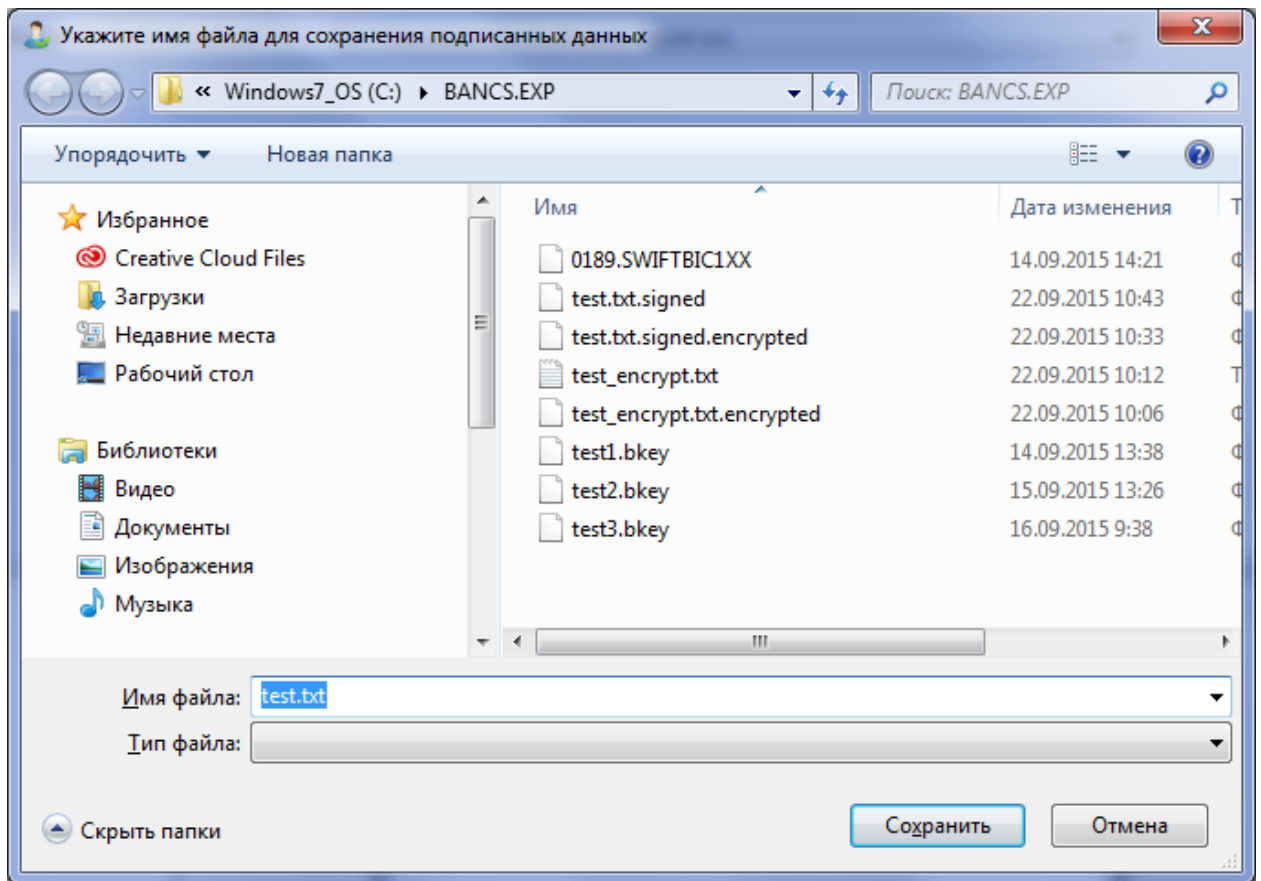 Укажите имя файла для сохранения подписанных данных
« Windows7_OS (C:) ▸ BANCS.EXP
Поиск: BANCS.EXP
Упорядочить ▼ Новая папка
Имя Дата изменения Т
Избранное
Creative Cloud Files
Загрузки
Недавние места
Рабочий стол
Библиотеки
Видео
Документы
Изображения
Музыка
0189.SWIFTBIC1XX 14.09.2015 14:21
test.txt.signed 22.09.2015 10:43
test.txt.signed.encrypted 22.09.2015 10:33
test_encrypt.txt 22.09.2015 10:12 Т
test_encrypt.txt.encrypted 22.09.2015 10:06
test1.bkey 14.09.2015 13:38
test2.bkey 15.09.2015 13:26
test3.bkey 16.09.2015 9:38
Имя файла: test.txt
Тип файла:
Скрыть папки Сохранить Отмена